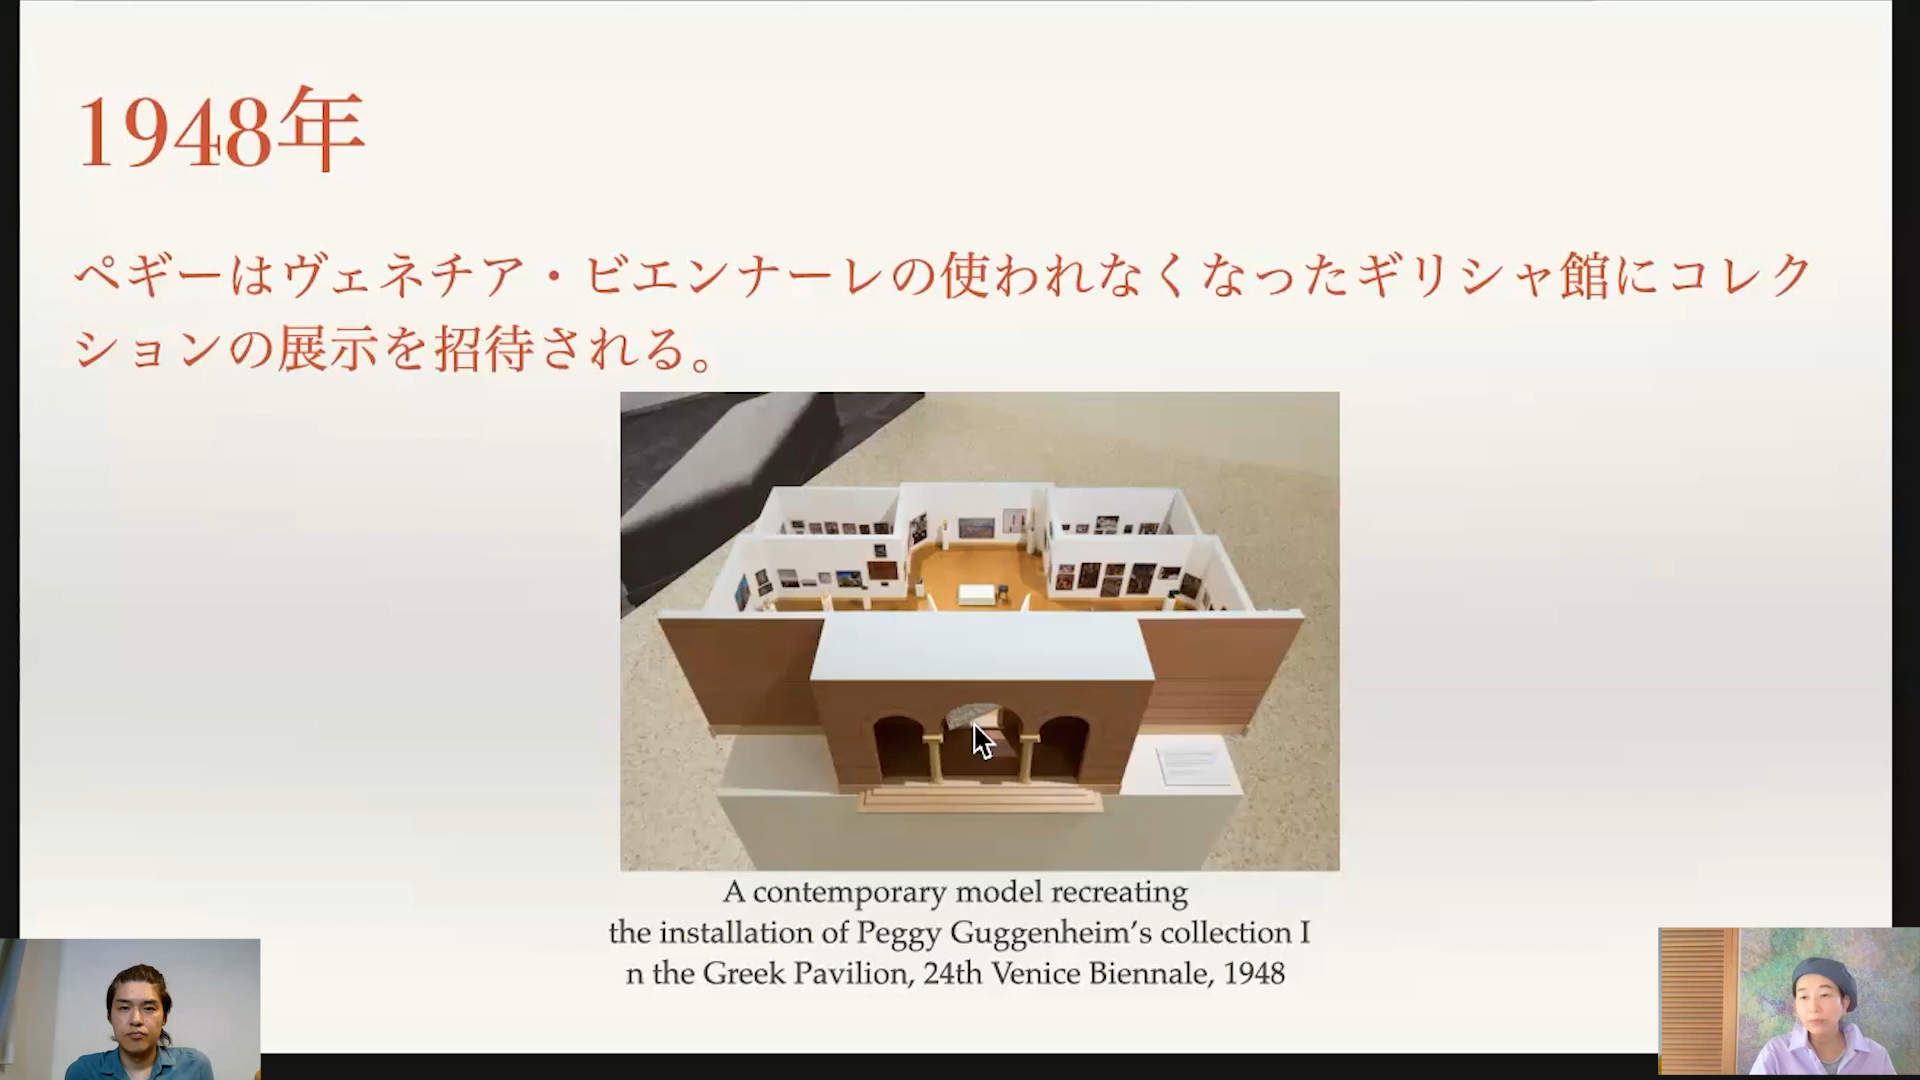 1948年
ペギーはヴェネチア・ビエンナーレの使われなくなったギリシャ館にコレク
ションの展示を招待される。
A contemporary model recreating
the installation of Peggy Guggenheim's collection I
n the Greek Pavilion, 24th Venice Biennale, 1948